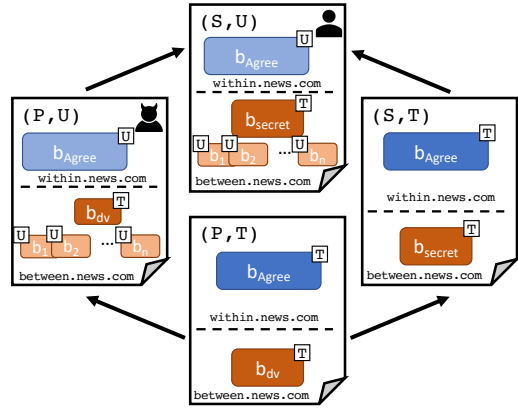 (S,U)
U
b_Agree
within.news.com
T
b_secret
U U ... U
b_1 b_2 b_n
between.news.com
(P,U)
U
b_Agree
within.news.com
T
b_dv
U U ... U
b_1 b_2 b_n
between.news.com
(S,T)
T
b_Agree
within.news.com
T
b_secret
between.news.com
(P,T)
T
b_Agree
within.news.com
T
b_dv
between.news.com